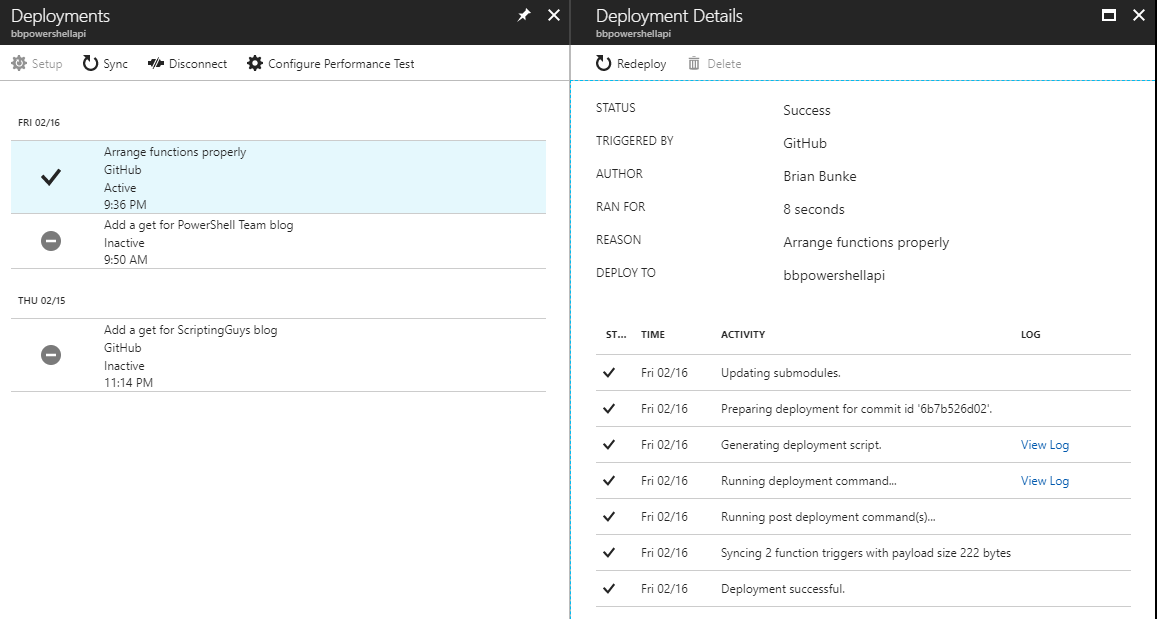 Deployments
bbpowershellapi
Setup Sync Disconnect Configure Performance Test
FRI 02/16
Arrange functions properly
GitHub
Active
9:36 PM
Add a get for PowerShell Team blog
Inactive
9:50 AM
THU 02/15
Add a get for ScriptingGuys blog
GitHub
Inactive
11:14 PM
Deployment Details
bbpowershellapi
Redeploy Delete
STATUS Success
TRIGGERED BY GitHub
AUTHOR Brian Bunke
RAN FOR 8 seconds
REASON Arrange functions properly
DEPLOY TO bbpowershellapi
ST... TIME ACTIVITY LOG
Fri 02/16 Updating submodules.
Fri 02/16 Preparing deployment for commit id '6b7b526d02'.
Fri 02/16 Generating deployment script. View Log
Fri 02/16 Running deployment command... View Log
Fri 02/16 Running post deployment command(s)...
Fri 02/16 Syncing 2 function triggers with payload size 222 bytes
Fri 02/16 Deployment successful.